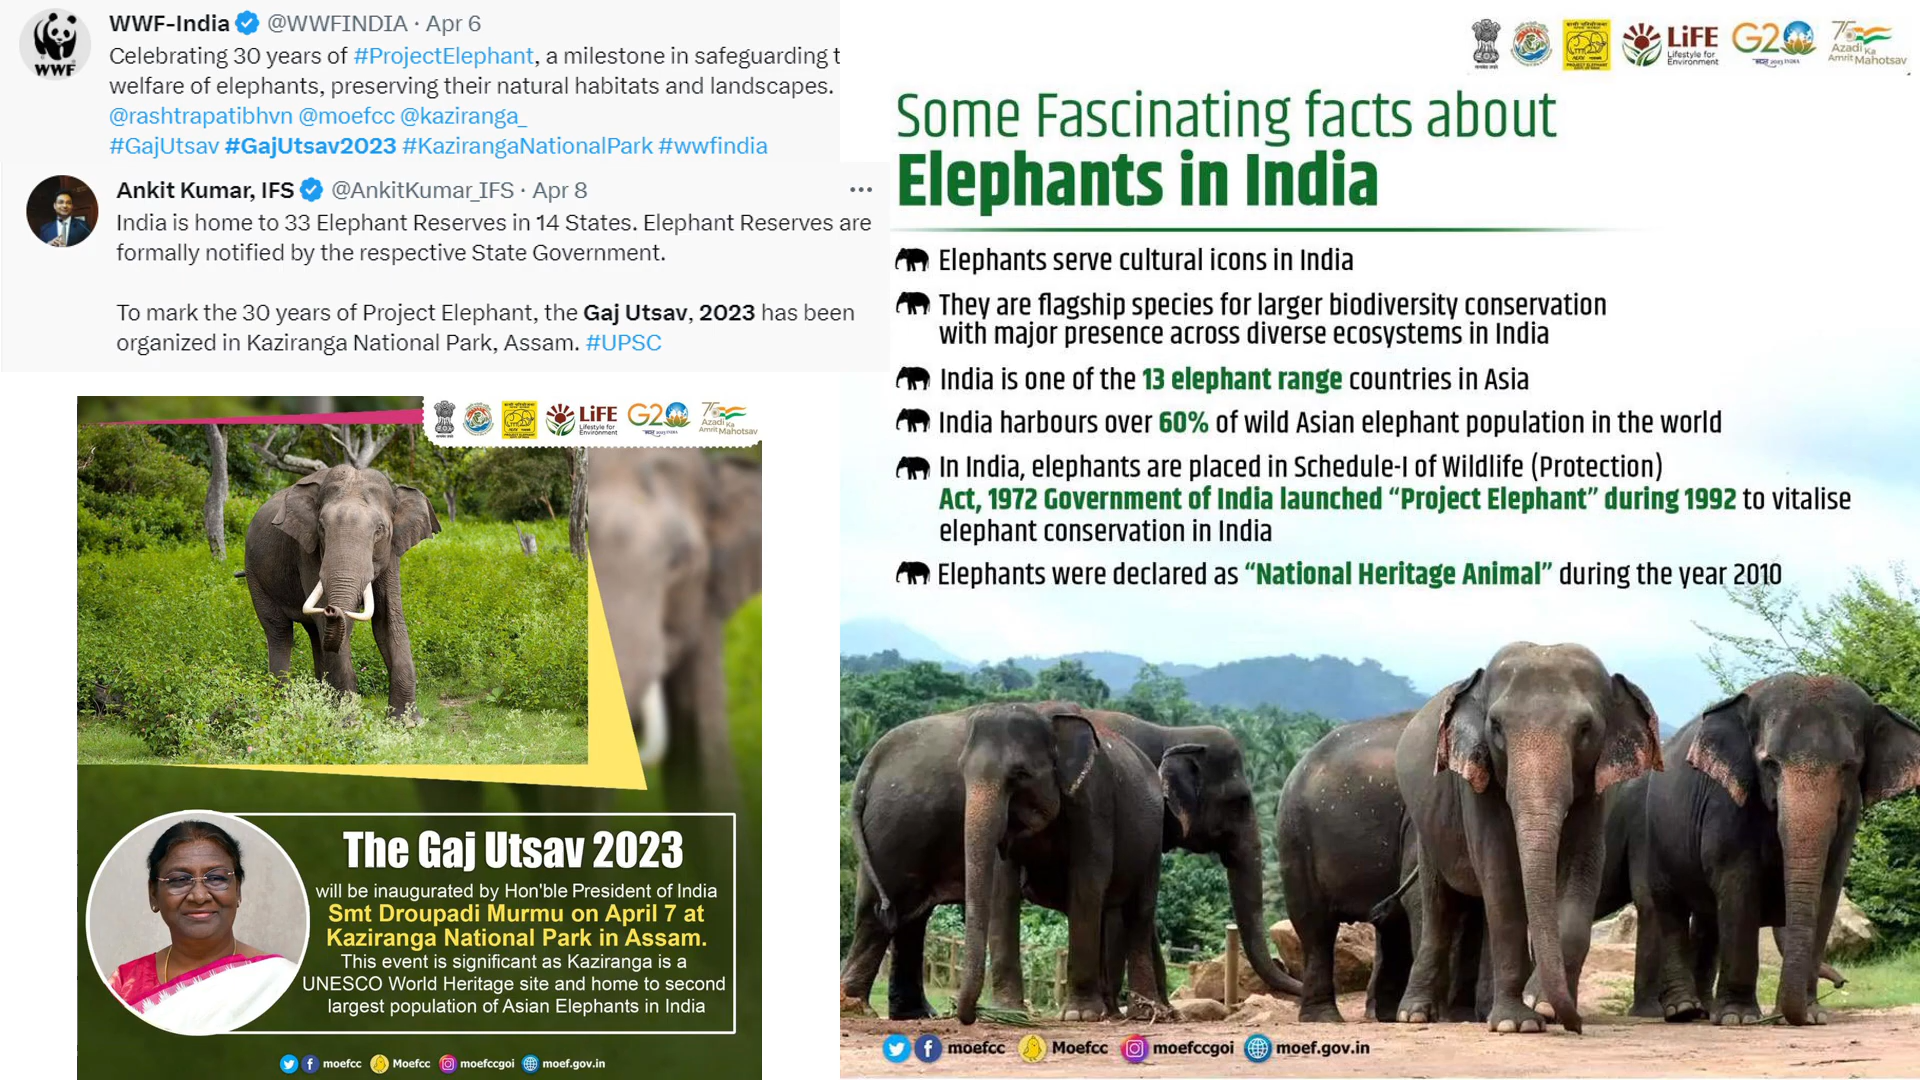 WWF-India @WWFINDIA · Apr 6
Celebrating 30 years of #ProjectElephant, a milestone in safeguarding t
welfare of elephants, preserving their natural habitats and landscapes.
@rashtrapatibhvn @moefcc @kaziranga_
#GajUtsav #GajUtsav2023 #KazirangaNationalPark #wwfindia
WWF
Ankit Kumar, IFS @AnkitKumar_IFS · Apr 8
India is home to 33 Elephant Reserves in 14 States. Elephant Reserves are
formally notified by the respective State Government.
To mark the 30 years of Project Elephant, the Gaj Utsav, 2023 has been
organized in Kaziranga National Park, Assam. #UPSC
LiFE
Lifestyle for
Environment
G20
75
Azadi Ka
Amrit Mahotsav
The Gaj Utsav 2023
will be inaugurated by Hon'ble President of India
Smt Droupadi Murmu on April 7 at
Kaziranga National Park in Assam.
This event is significant as Kaziranga is a
UNESCO World Heritage site and home to second
largest population of Asian Elephants in India
moefcc Moefcc moefccgoi moef.gov.in
LiFE
Lifestyle for
Environment
G20
75
Azadi Ka
Amrit Mahotsav
Some Fascinating facts about
Elephants in India
Elephants serve cultural icons in India
They are flagship species for larger biodiversity conservation
with major presence across diverse ecosystems in India
India is one of the 13 elephant range countries in Asia
India harbours over 60% of wild Asian elephant population in the world
In India, elephants are placed in Schedule-I of Wildlife (Protection)
Act, 1972 Government of India launched “Project Elephant” during 1992 to vitalise
elephant conservation in India
Elephants were declared as “National Heritage Animal” during the year 2010
moefcc Moefcc moefccgoi moef.gov.in